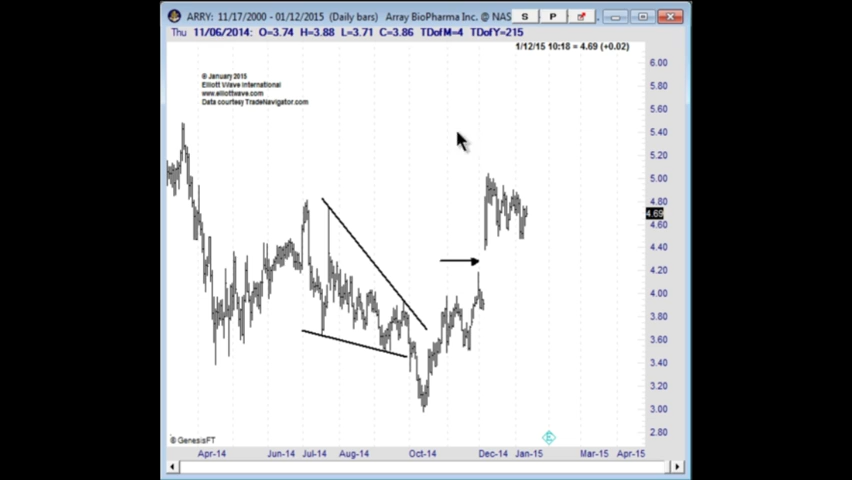 ARRY: 11/17/2000 - 01/12/2015 (Daily bars) Array BioPharma Inc. @ NAS
S P
Thu 11/06/2014: O=3.74 H=3.88 L=3.71 C=3.86 TDofM=4 TDofY=215
1/12/15 10:18 = 4.69 (+0.02)
© January 2015
Elliott Wave International
www.elliottwave.com
Data courtesy TradeNavigator.com
6.00
5.80
5.60
5.40
5.20
5.00
4.80
4.69
4.60
4.40
4.20
4.00
3.80
3.60
3.40
3.20
3.00
2.80
E
© GenesisFT
Apr-14 Jun-14 Jul-14 Aug-14 Oct-14 Dec-14 Jan-15 Mar-15 Apr-15